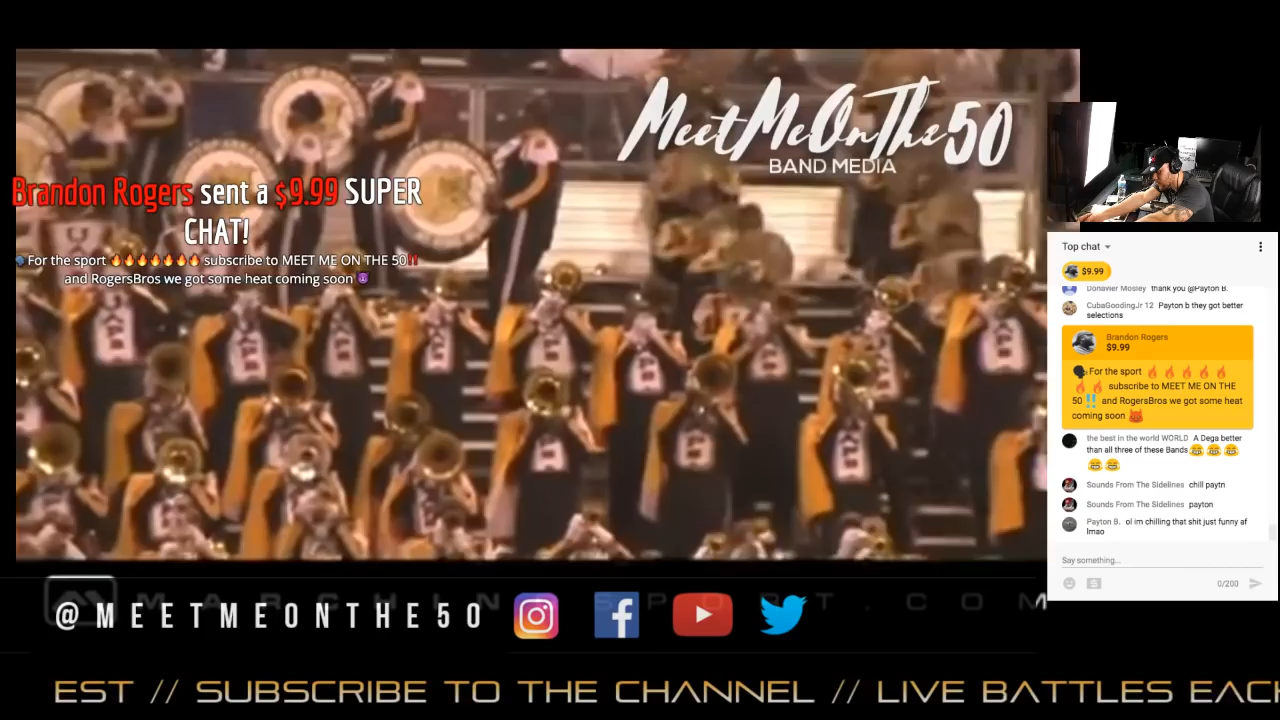 MeetMeOnThe50
BAND MEDIA
Brandon Rogers sent a $9.99 SUPER
CHAT!
🗣For the sport 🔥🔥🔥🔥🔥🔥🔥 subscribe to MEET ME ON THE 50‼
and RogersBros we got some heat coming soon 😈
Top chat
$9.99
Donavier Mosley thank you @Payton B.
CubaGoodingJr 12 Payton b they got better
selections
Brandon Rogers
$9.99
🗣For the sport 🔥🔥🔥🔥🔥
🔥🔥 subscribe to MEET ME ON THE
50‼ and RogersBros we got some heat
coming soon 😈
the best in the world WORLD A Dega better
than all three of these Bands😂😂😂
😂😂
Sounds From The Sidelines chill paytn
Sounds From The Sidelines payton
Payton B. ol im chilling that shit just funny af
lmao
Say something...
0/200
@MEETMEONTHE50
EST // SUBSCRIBE TO THE CHANNEL // LIVE BATTLES EAC